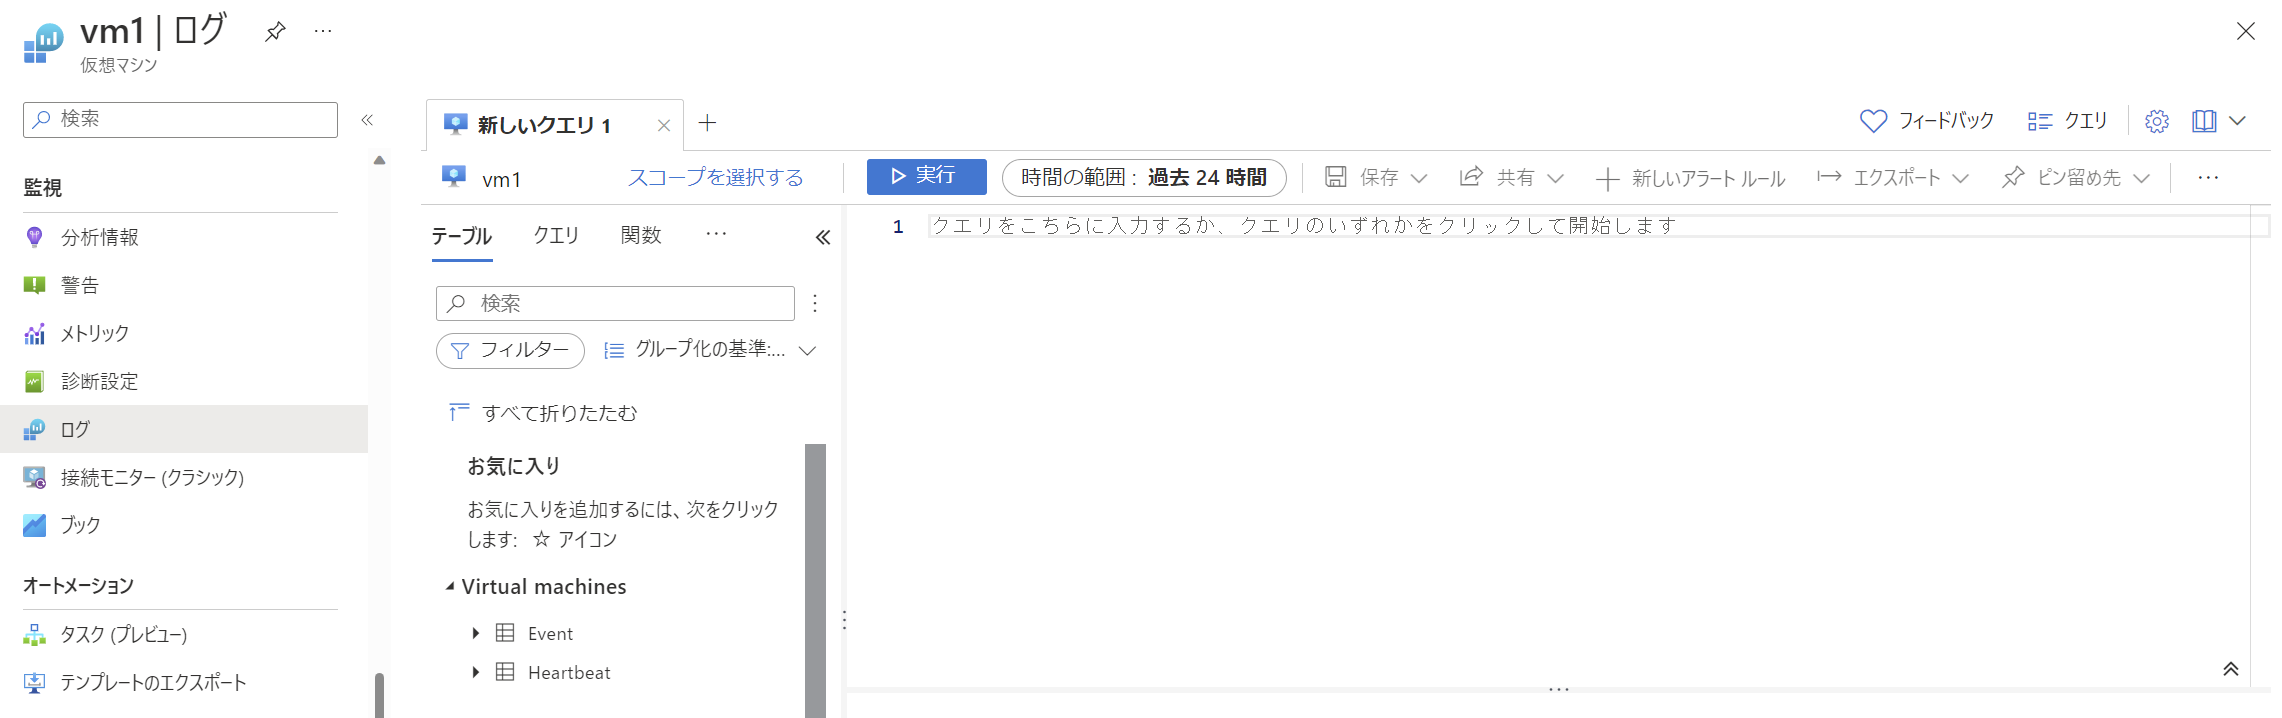 vm1 | ログ
仮想マシン
検索
監視
分析情報
警告
メトリック
診断設定
ログ
接続モニター (クラシック)
ブック
オートメーション
タスク (プレビュー)
テンプレートのエクスポート
新しいクエリ 1
フィードバック
クエリ
vm1
スコープを選択する
実行
時間の範囲 : 過去 24 時間
保存
共有
新しいアラート ルール
エクスポート
ピン留め先
テーブル
クエリ
関数
検索
フィルター
グループ化の基準:...
すべて折りたたむ
お気に入り
お気に入りを追加するには、次をクリック
します: ☆ アイコン
Virtual machines
Event
Heartbeat
1
クエリをこちらに入力するか、クエリのいずれかをクリックして開始します